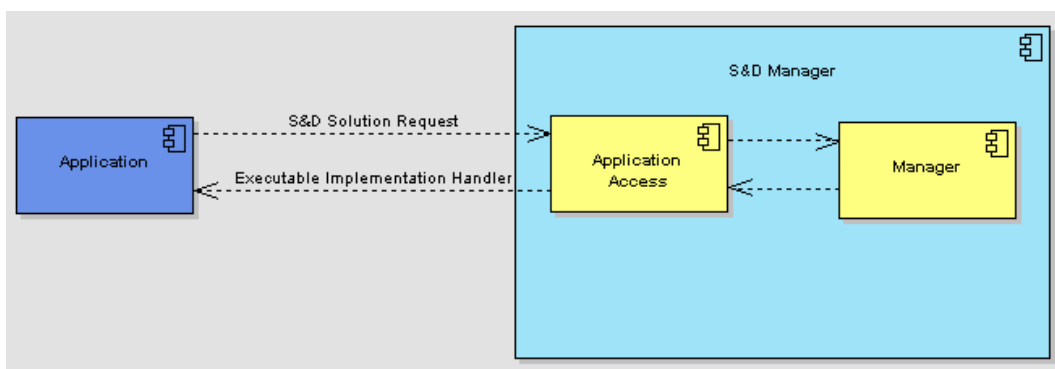 S&D Manager
S&D Solution Request
Application
Application
Access
Manager
Executable Implementation Handler